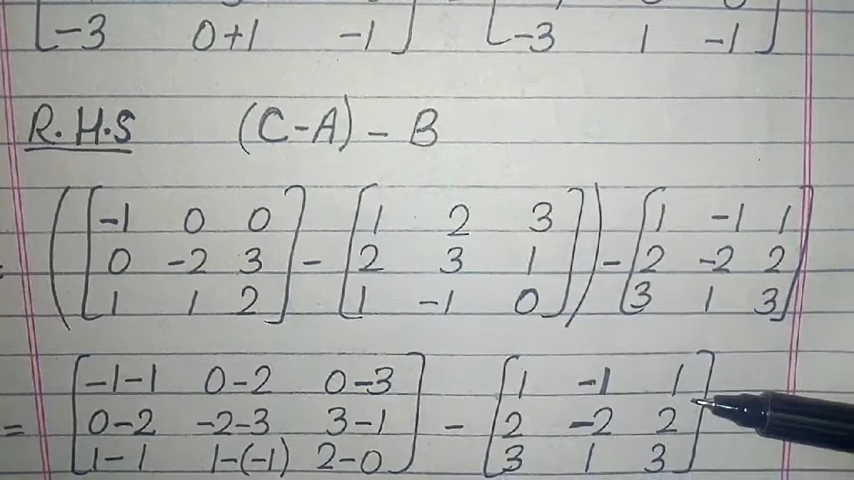 -3 0+1 -1 -3 1 -1
R.H.S (C-A) - B
-1 0 0 1 2 3 1 -1 1
0 -2 3 - 2 3 1 - 2 -2 2
1 1 2 1 -1 0 3 1 3
-1-1 0-2 0-3 1 -1 1
= 0-2 -2-3 3-1 - 2 -2 2
1-1 1-(-1) 2-0 3 1 3